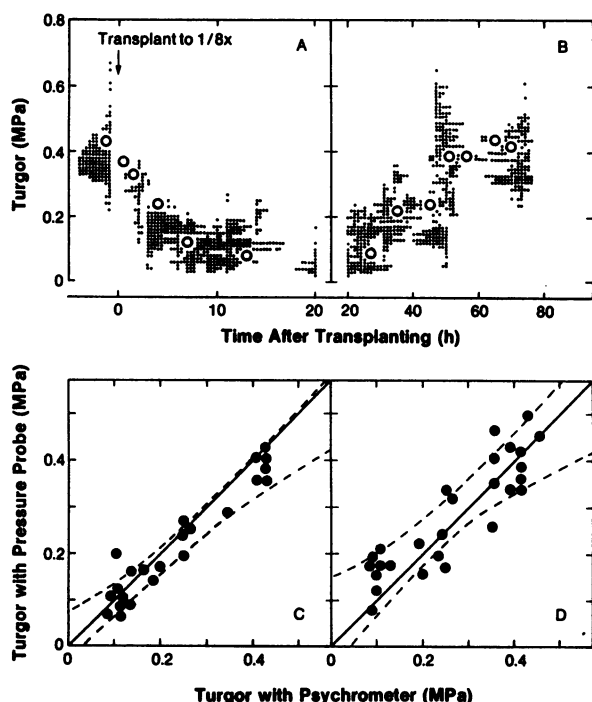 Transplant to 1/8x
A
B
Turgor (MPa)
0.8
0.6
0.4
0.2
0
0 10 20
20 40 60 80
Time After Transplanting (h)
Turgor with Pressure Probe (MPa)
0.4
0.2
0
C
D
0 0.2 0.4
0 0.2 0.4
Turgor with Psychrometer (MPa)